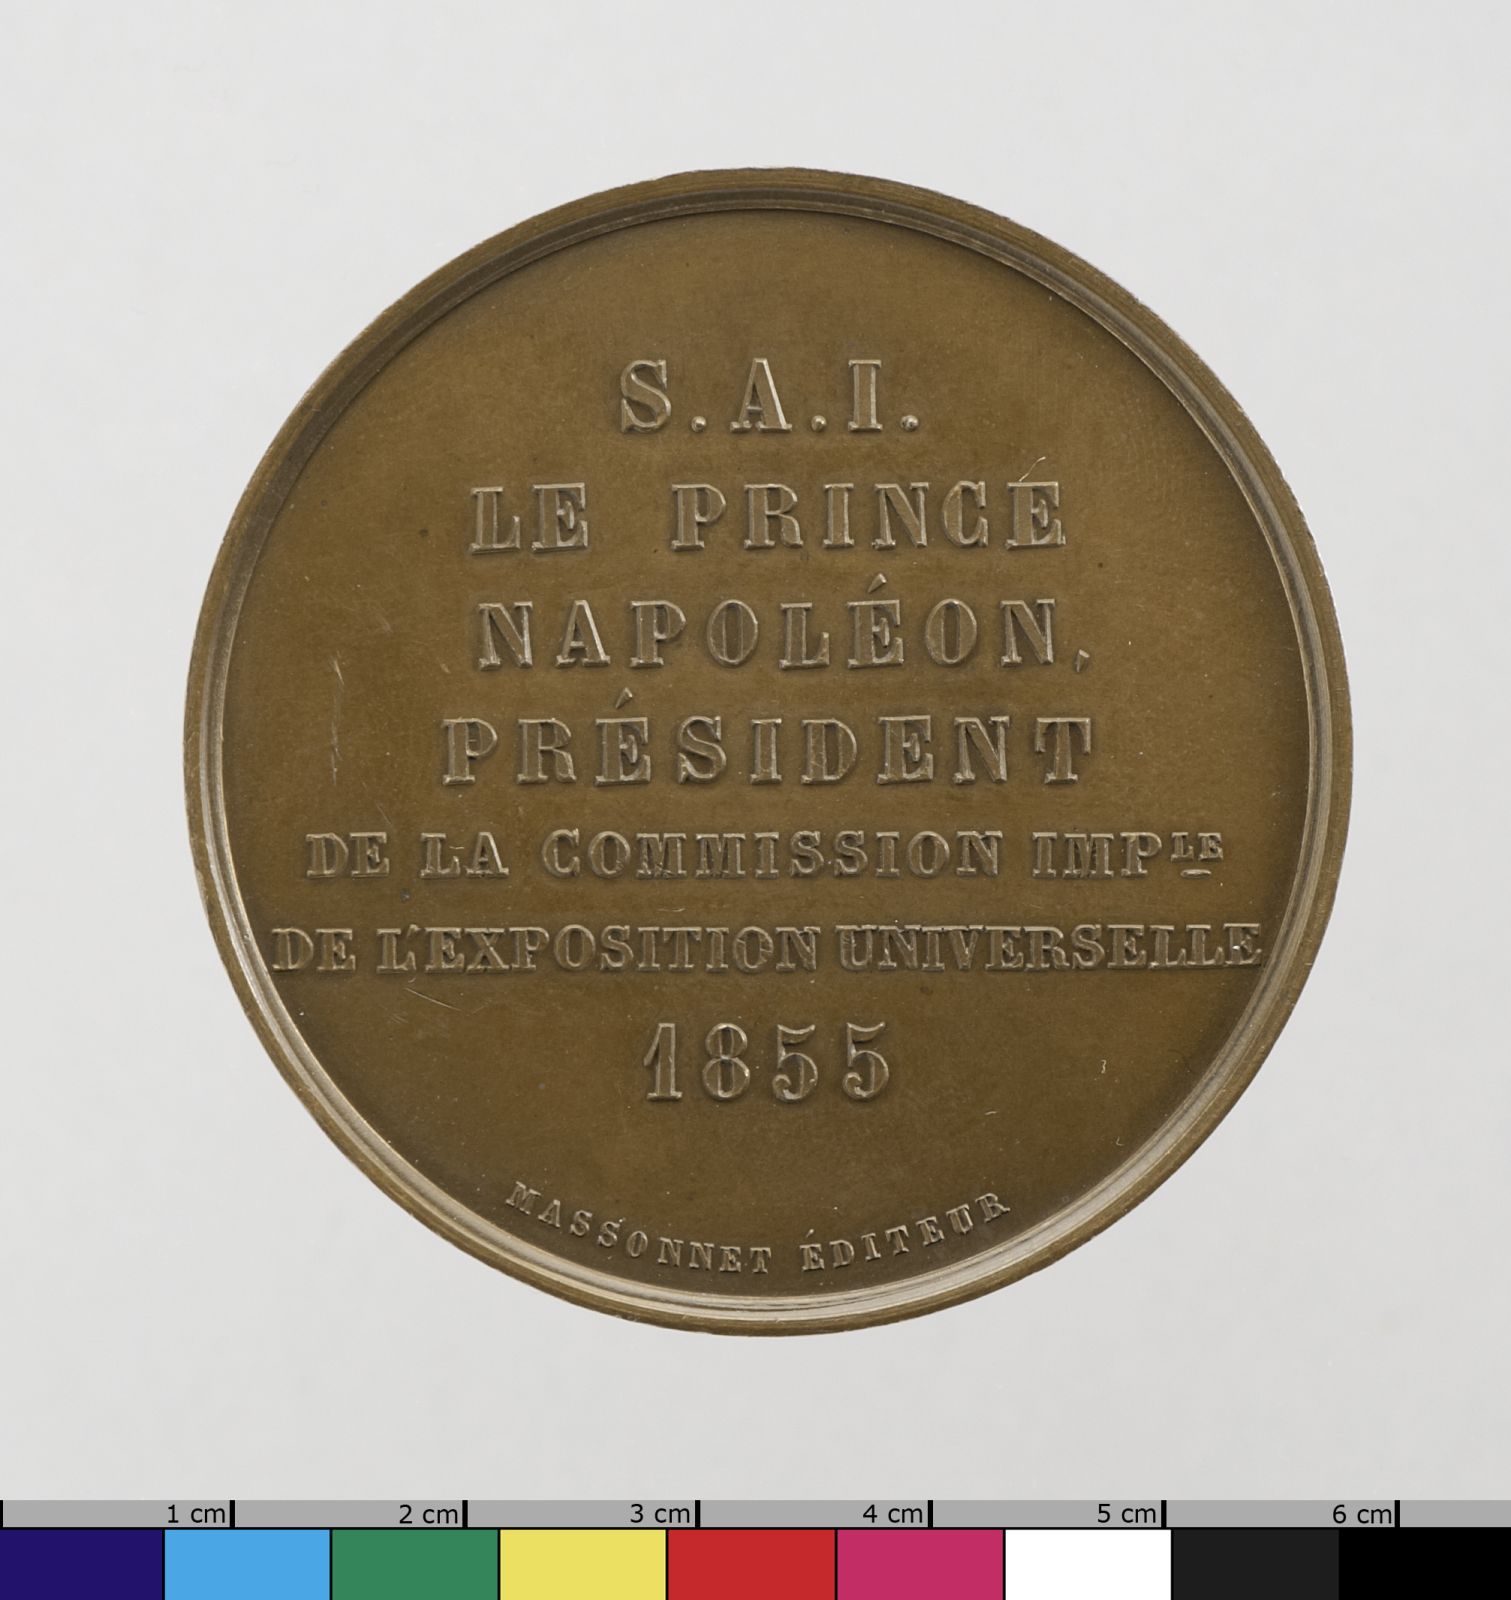 S.A.I.
LE PRINCE
NAPOLÉON,
PRÉSIDENT
DE LA COMMISSION IMPLE
DE L'EXPOSITION UNIVERSELLE
1855
MASSONNET ÉDITEUR
1 cm 2 cm 3 cm 4 cm 5 cm 6 cm